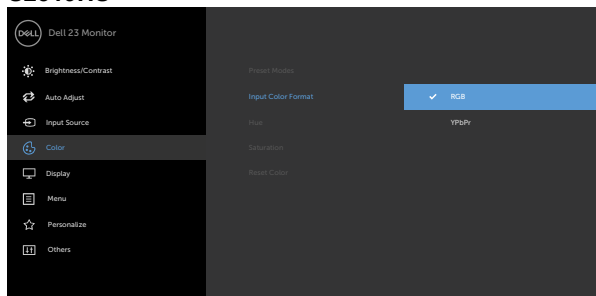 DELL Dell 23 Monitor
Brightness/Contrast
Preset Modes
Auto Adjust
Input Color Format
RGB
Input Source
Hue
YPbPr
Color
Saturation
Display
Reset Color
Menu
Personalize
Others